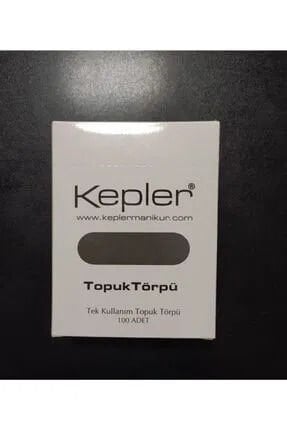 Kepler®
www.keplermanikur.com
TopukTörpü
Tek Kullanım Topuk Törpü
100 ADET